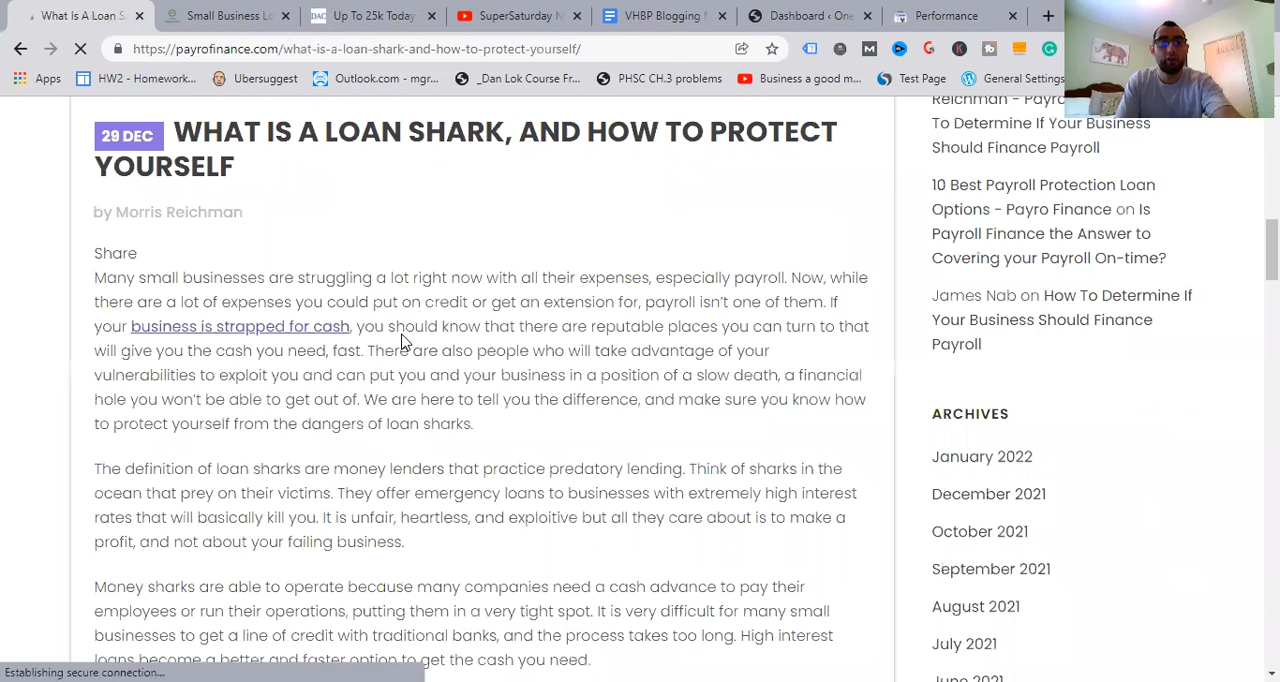 What Is A Loan S
Small Business Lo
DAC
Up To 25k Today
SuperSaturday N
VHBP Blogging
Dashboard ‹ One
Performance
https://payrofinance.com/what-is-a-loan-shark-and-how-to-protect-yourself/
Apps
HW2 - Homework...
Ubersuggest
Outlook.com - mgr...
_Dan Lok Course Fr...
PHSC CH.3 problems
Business a good m...
Test Page
General Settings
29 DEC WHAT IS A LOAN SHARK, AND HOW TO PROTECT
YOURSELF
by Morris Reichman
Share
Many small businesses are struggling a lot right now with all their expenses, especially payroll. Now, while
there are a lot of expenses you could put on credit or get an extension for, payroll isn’t one of them. If
your business is strapped for cash, you should know that there are reputable places you can turn to that
will give you the cash you need, fast. There are also people who will take advantage of your
vulnerabilities to exploit you and can put you and your business in a position of a slow death, a financial
hole you won’t be able to get out of. We are here to tell you the difference, and make sure you know how
to protect yourself from the dangers of loan sharks.
The definition of loan sharks are money lenders that practice predatory lending. Think of sharks in the
ocean that prey on their victims. They offer emergency loans to businesses with extremely high interest
rates that will basically kill you. It is unfair, heartless, and exploitive but all they care about is to make a
profit, and not about your failing business.
Money sharks are able to operate because many companies need a cash advance to pay their
employees or run their operations, putting them in a very tight spot. It is very difficult for many small
businesses to get a line of credit with traditional banks, and the process takes too long. High interest
loans become a better and faster option to get the cash you need.
Reichman - Payro
To Determine If Your Business
Should Finance Payroll
10 Best Payroll Protection Loan
Options - Payro Finance on Is
Payroll Finance the Answer to
Covering your Payroll On-time?
James Nab on How To Determine If
Your Business Should Finance
Payroll
ARCHIVES
January 2022
December 2021
October 2021
September 2021
August 2021
July 2021
June 2021
Establishing secure connection...